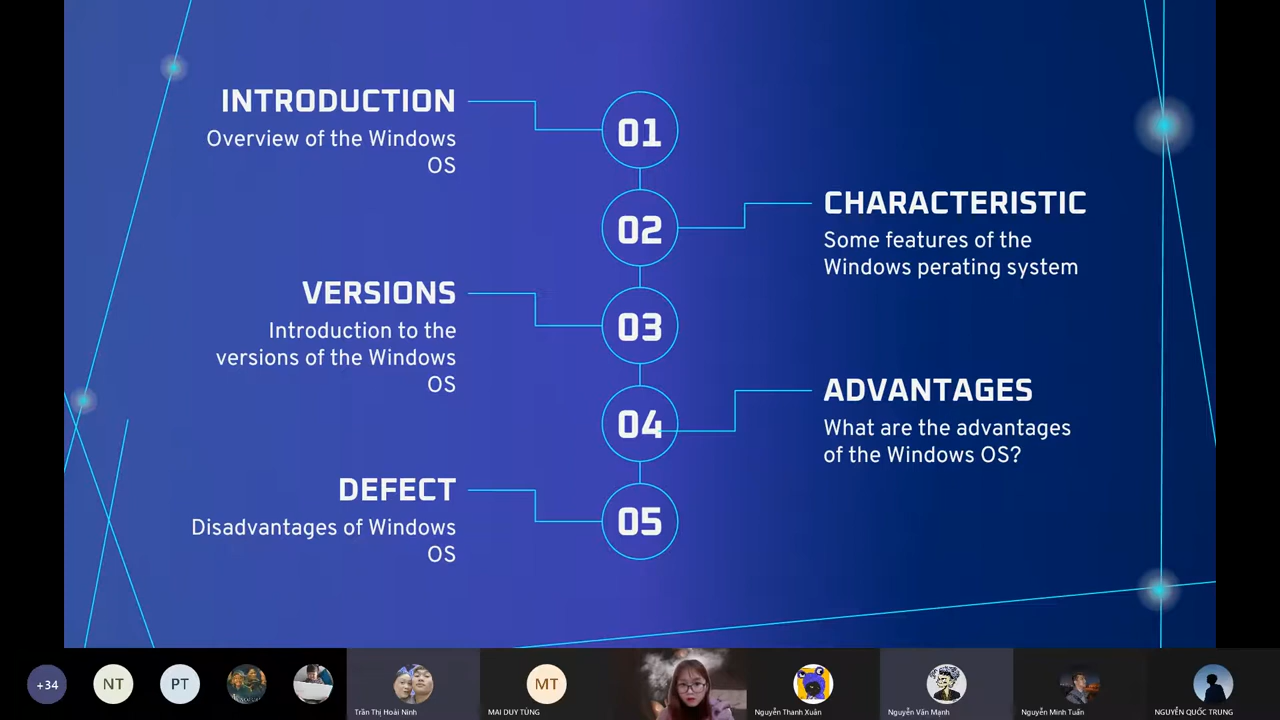 INTRODUCTION
Overview of the Windows
OS
01
02
CHARACTERISTIC
Some features of the
Windows perating system
VERSIONS
Introduction to the
versions of the Windows
OS
03
04
ADVANTAGES
What are the advantages
of the Windows OS?
DEFECT
Disadvantages of Windows
OS
05
+34
NT
PT
Trần Thị Hoài Ninh
MT
MAI DUY TÙNG
Nguyễn Thanh Xuân
Nguyễn Văn Mạnh
Nguyễn Minh Tuấn
NGUYỄN QUỐC TRUNG